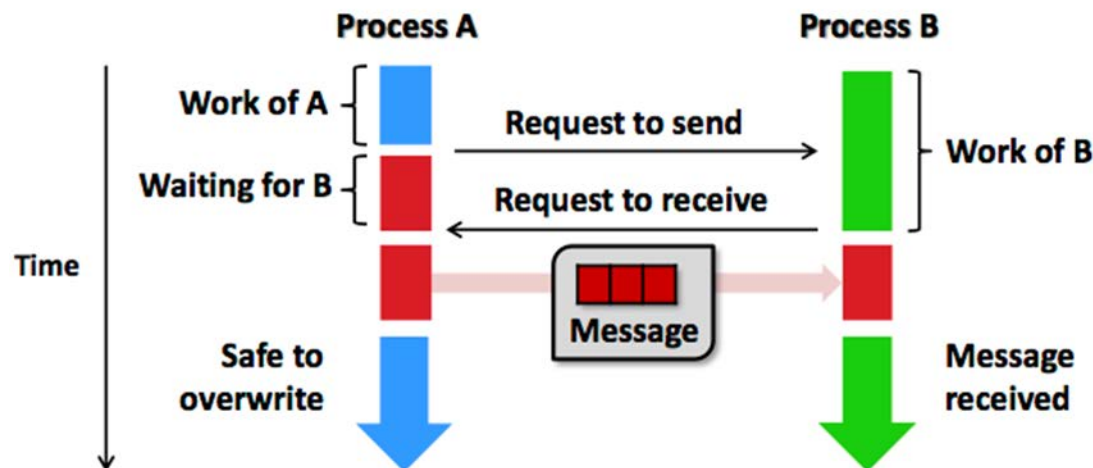 Process A
Process B
Work of A
Request to send
Work of B
Waiting for B
Request to receive
Time
Message
Safe to
overwrite
Message
received